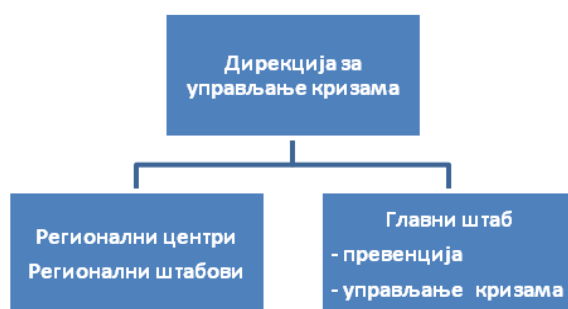 Дирекција за
управљање кризама
Регионални центри
Регионални штабови
Главни штаб
- превенција
- управљање кризама